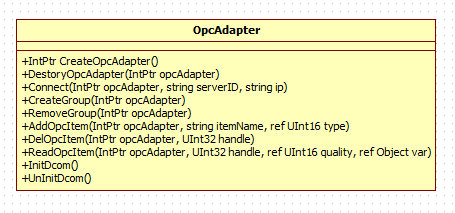 OpcAdapter
+IntPtr CreateOpcAdapter()
+DestoryOpcAdapter(IntPtr opcAdapter)
+Connect(IntPtr opcAdapter, string serverID, string ip)
+CreateGroup(IntPtr opcAdapter)
+RemoveGroup(IntPtr opcAdapter)
+AddOpcItem(IntPtr opcAdapter, string itemName, ref UInt16 type)
+DelOpcItem(IntPtr opcAdapter, UInt32 handle)
+ReadOpcItem(IntPtr opcAdapter, UInt32 handle, ref UInt16 quality, ref Object var)
+InitDcom()
+UnInitDcom()